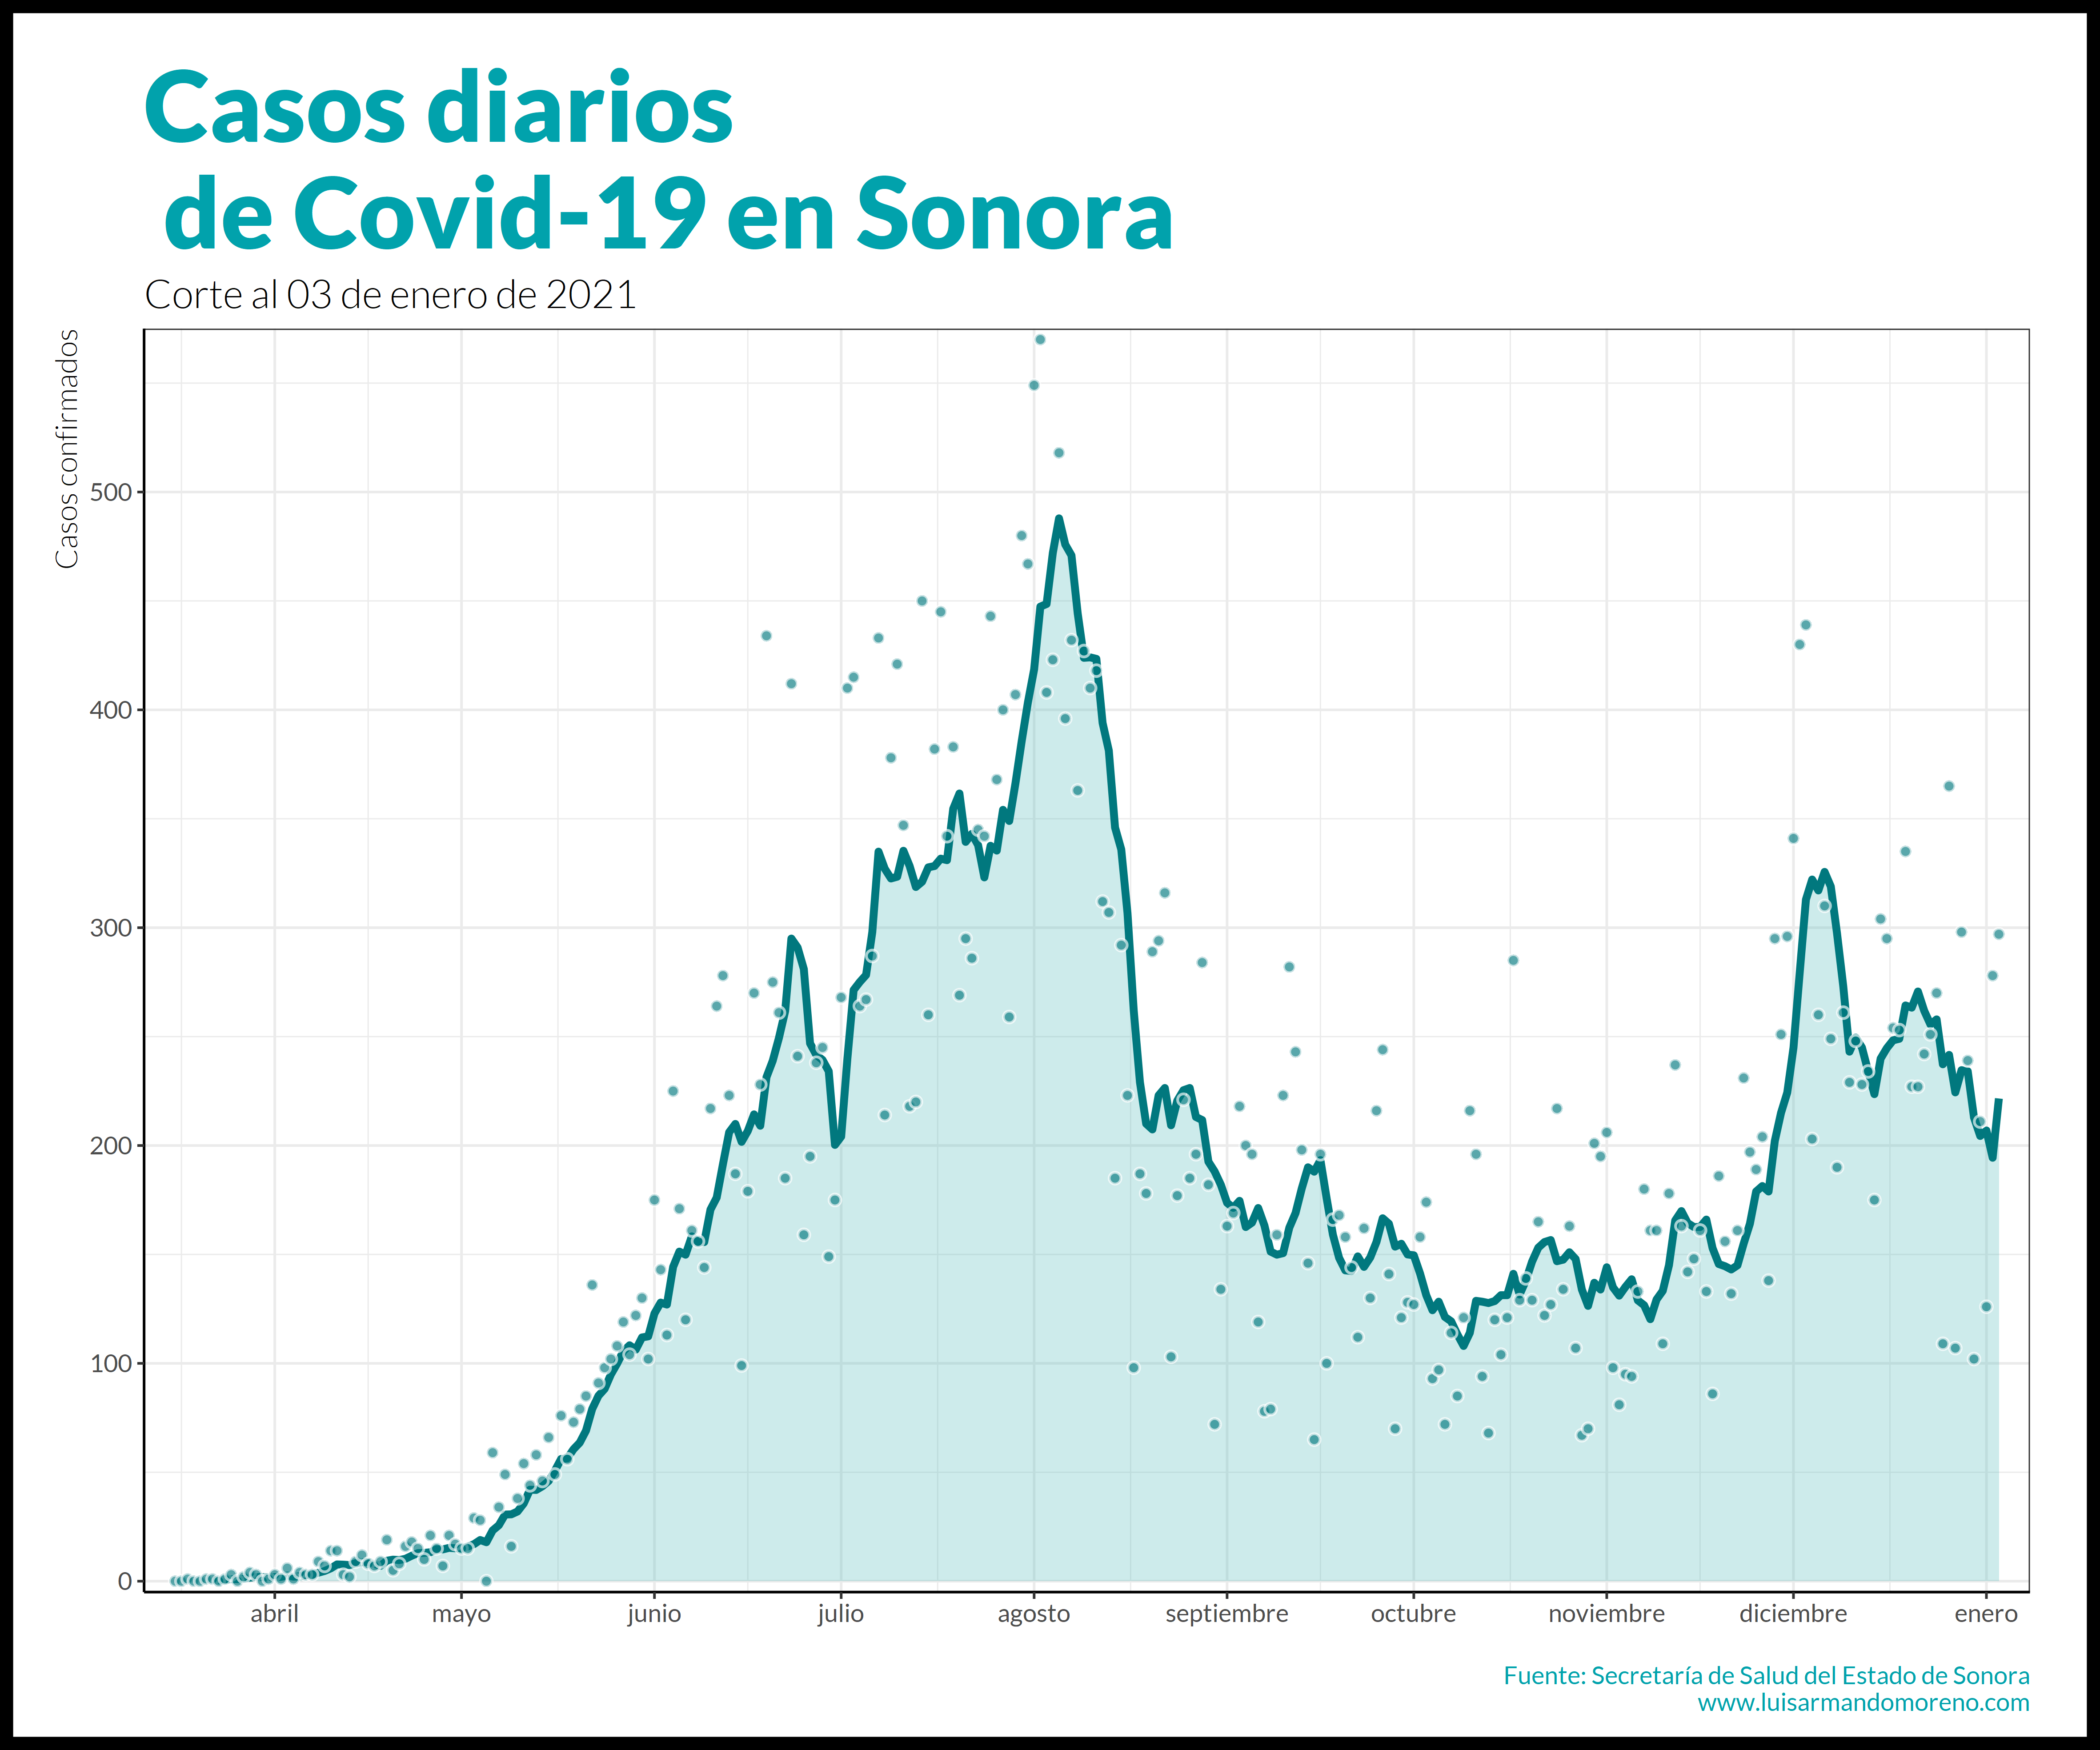 Casos diarios
de Covid-19 en Sonora
Corte al 03 de enero de 2021
Casos confirmados
500
400
300
200
100
0
abril mayo junio julio agosto septiembre octubre noviembre diciembre enero
Fuente: Secretaría de Salud del Estado de Sonora
www.luisarmandomoreno.com